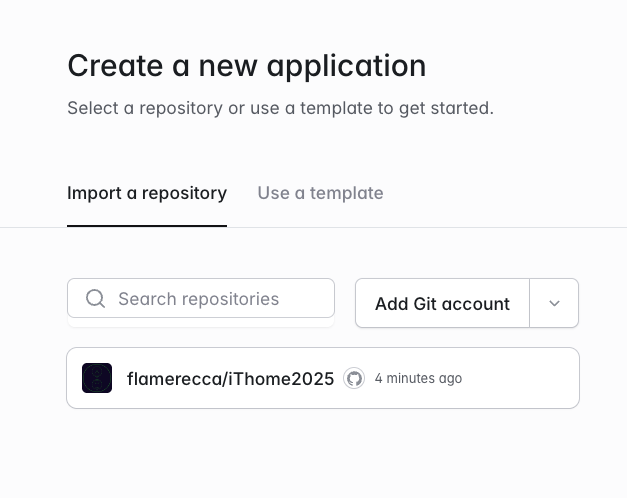 Create a new application
Select a repository or use a template to get started.
Import a repository
Use a template
Search repositories
Add Git account
flamerecca/iThome2025
4 minutes ago